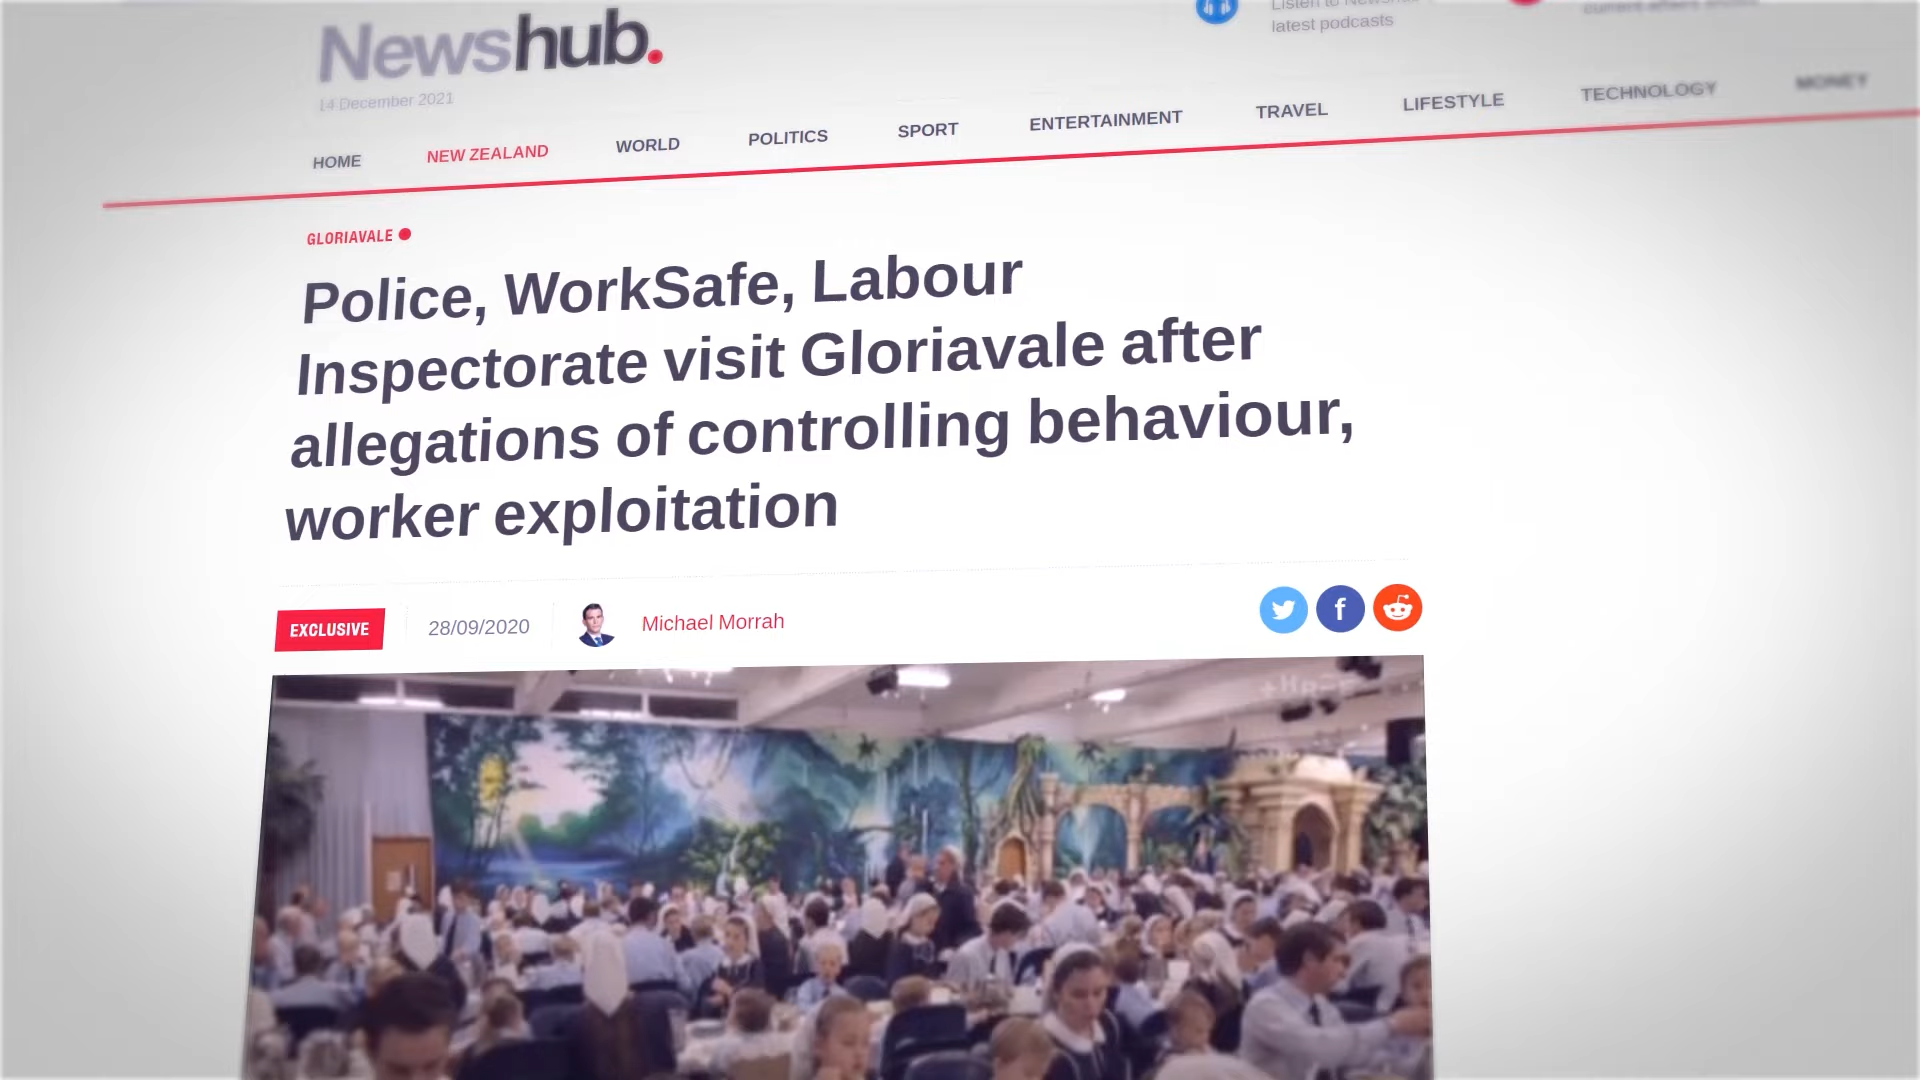 Newshub.
14 December 2021
latest podcasts
HOME NEW ZEALAND WORLD POLITICS SPORT ENTERTAINMENT TRAVEL LIFESTYLE TECHNOLOGY MONEY
GLORIAVALE
Police, WorkSafe, Labour
Inspectorate visit Gloriavale after
allegations of controlling behaviour,
worker exploitation
EXCLUSIVE 28/09/2020 Michael Morrah